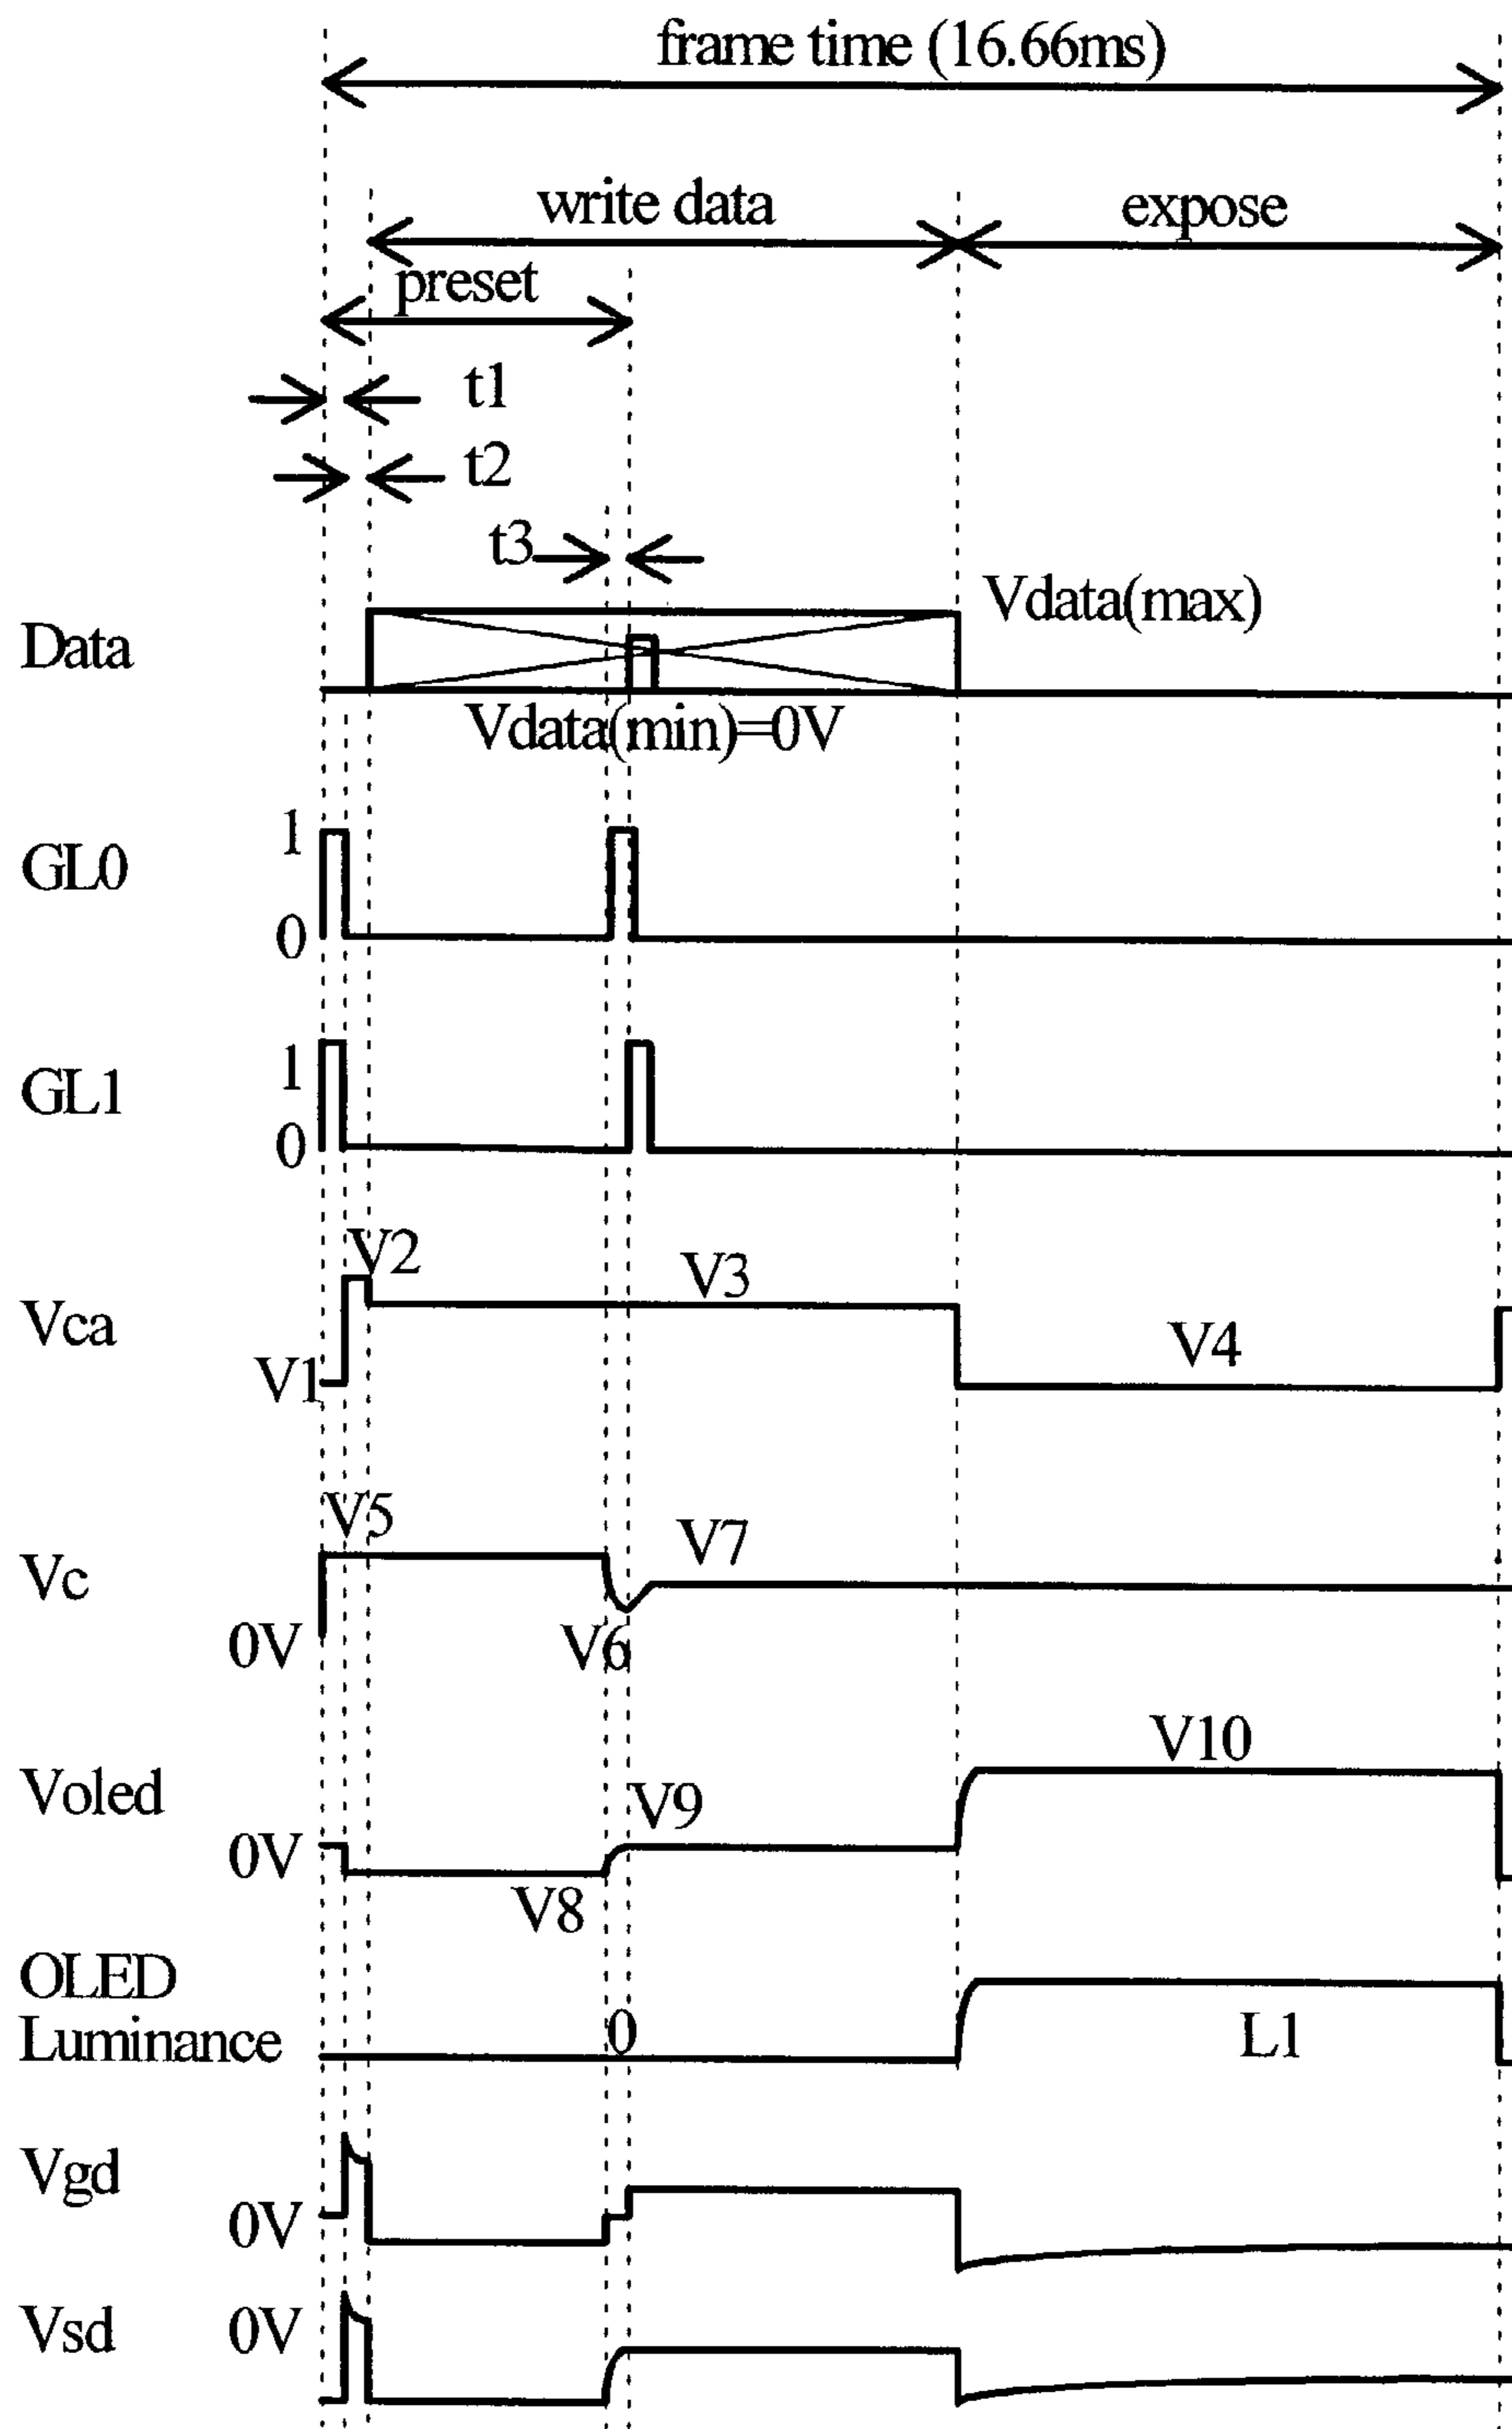 frame time (16.66ms)
write data
expose
preset
t1
t2
t3
Vdata(max)
Data
Vdata(min)=0V
1
GL0
0
1
GL1
0
V2
V3
Vca
V4
V1
V5
V7
Vc
0V
V6
V10
Voled
V9
0V
V8
OLED
Luminance
0
L1
Vgd
0V
Vsd
0V